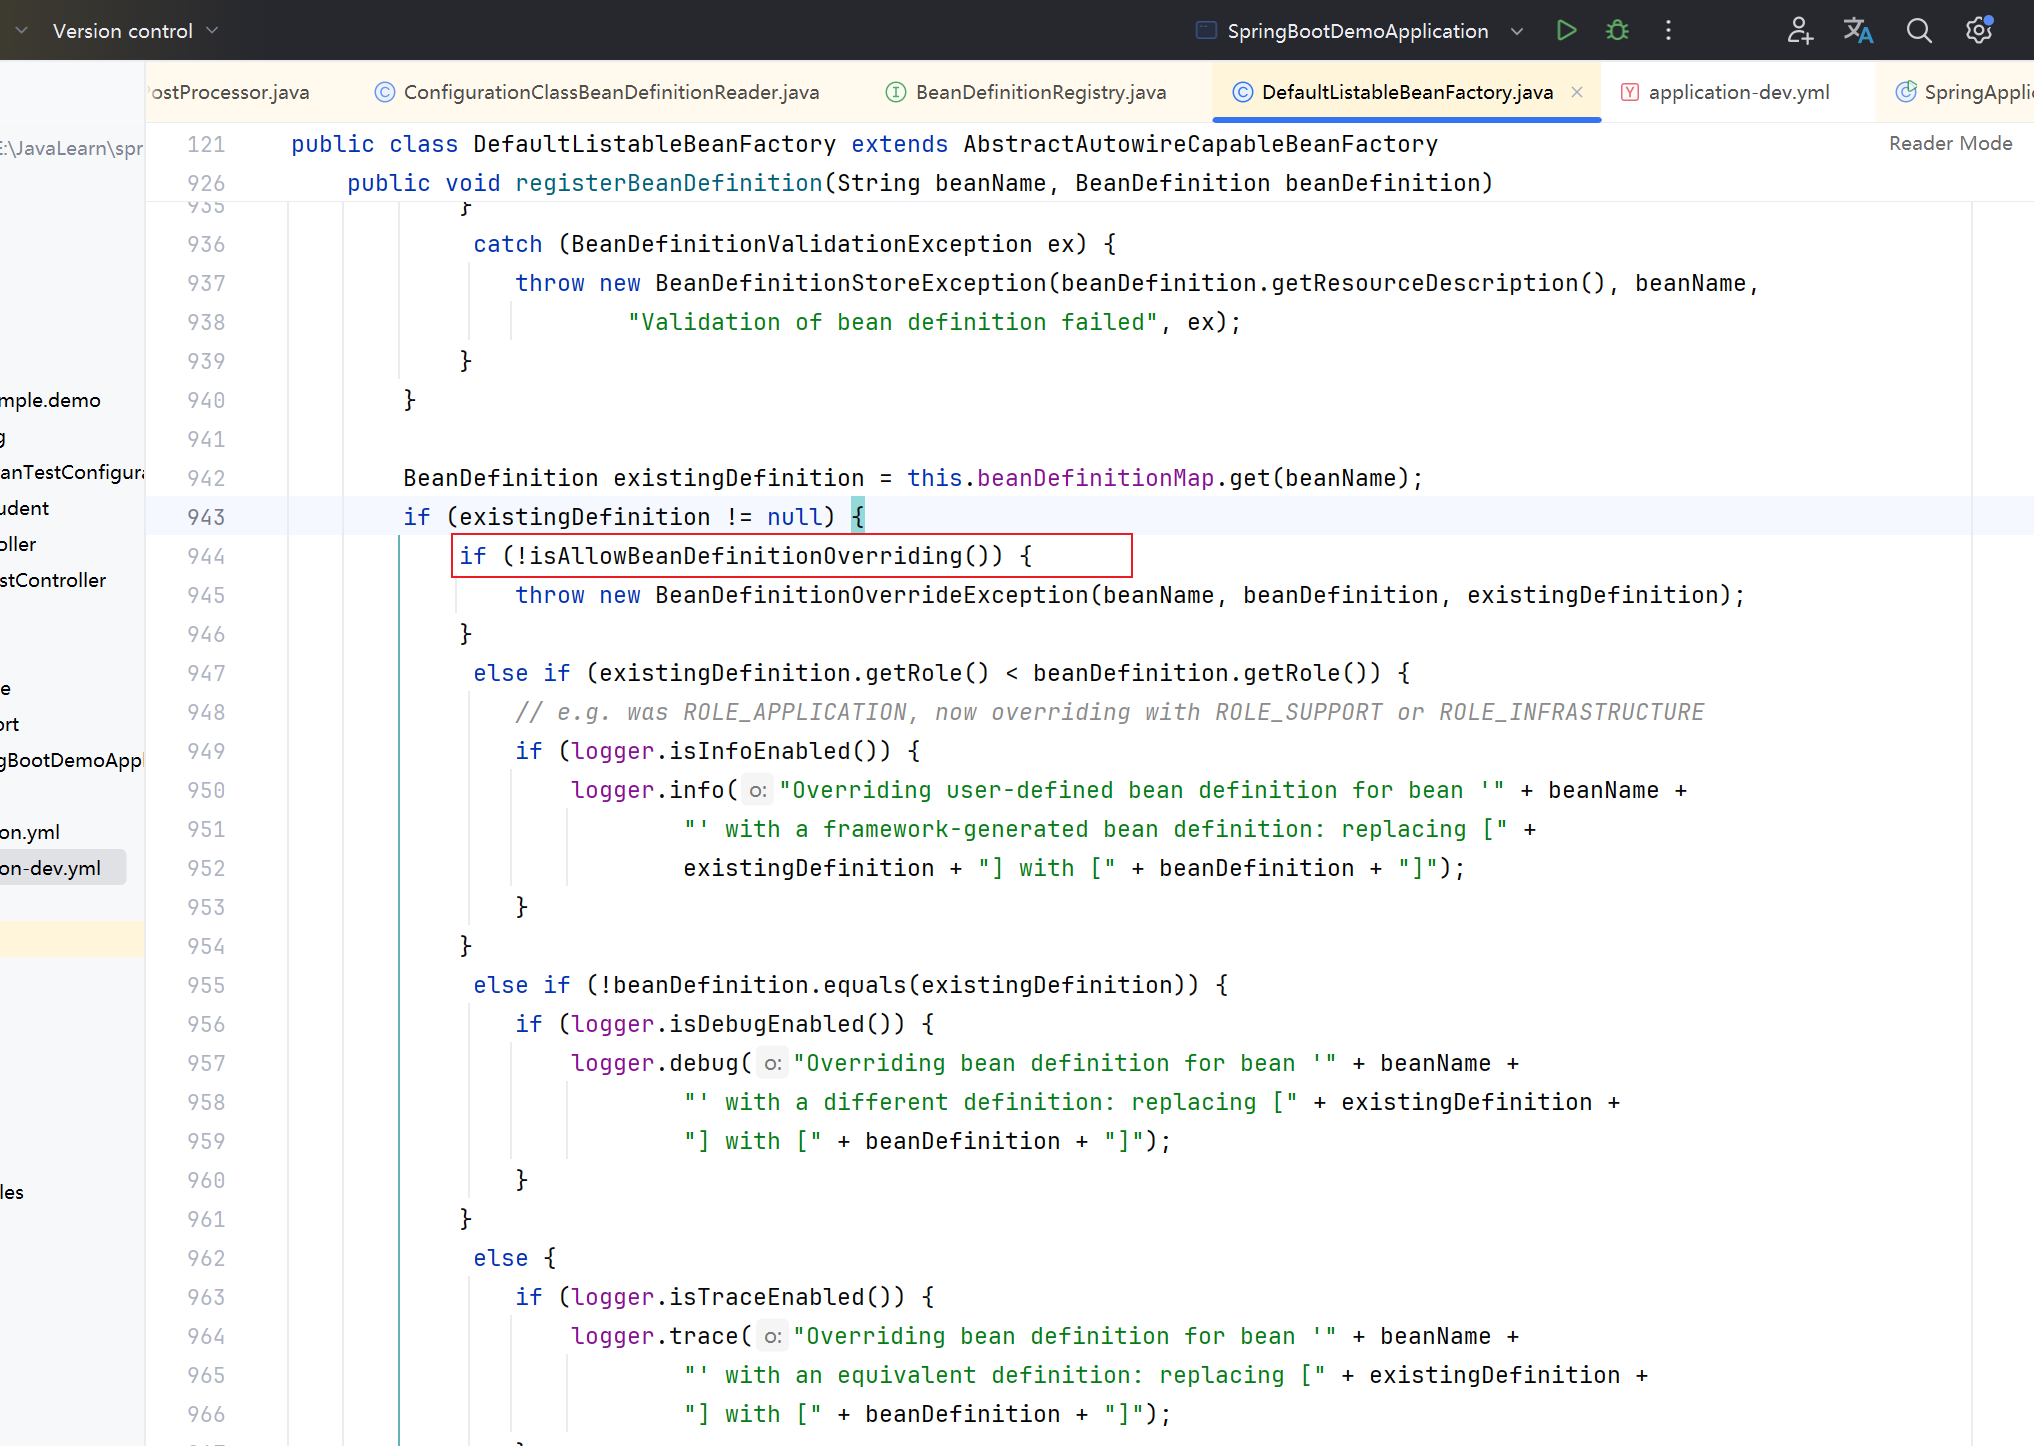 Version control
SpringBootDemoApplication
ostProcessor.java
ConfigurationClassBeanDefinitionReader.java
BeanDefinitionRegistry.java
DefaultListableBeanFactory.java
application-dev.yml
SpringAppli
E:\JavaLearn\spr
mple.demo
g
anTestConfigura
udent
oller
stController
e
ort
gBootDemoAppl
on.yml
on-dev.yml
les
Reader Mode
121 public class DefaultListableBeanFactory extends AbstractAutowireCapableBeanFactory
926 public void registerBeanDefinition(String beanName, BeanDefinition beanDefinition)
935 }
936 catch (BeanDefinitionValidationException ex) {
937 throw new BeanDefinitionStoreException(beanDefinition.getResourceDescription(), beanName,
938 "Validation of bean definition failed", ex);
939 }
940 }
941
942 BeanDefinition existingDefinition = this.beanDefinitionMap.get(beanName);
943 if (existingDefinition != null) {
944 if (!isAllowBeanDefinitionOverriding()) {
945 throw new BeanDefinitionOverrideException(beanName, beanDefinition, existingDefinition);
946 }
947 else if (existingDefinition.getRole() < beanDefinition.getRole()) {
948 // e.g. was ROLE_APPLICATION, now overriding with ROLE_SUPPORT or ROLE_INFRASTRUCTURE
949 if (logger.isInfoEnabled()) {
950 logger.info( o: "Overriding user-defined bean definition for bean '" + beanName +
951 "' with a framework-generated bean definition: replacing [" +
952 existingDefinition + "] with [" + beanDefinition + "]");
953 }
954 }
955 else if (!beanDefinition.equals(existingDefinition)) {
956 if (logger.isDebugEnabled()) {
957 logger.debug( o: "Overriding bean definition for bean '" + beanName +
958 "' with a different definition: replacing [" + existingDefinition +
959 "] with [" + beanDefinition + "]");
960 }
961 }
962 else {
963 if (logger.isTraceEnabled()) {
964 logger.trace( o: "Overriding bean definition for bean '" + beanName +
965 "' with an equivalent definition: replacing [" + existingDefinition +
966 "] with [" + beanDefinition + "]");